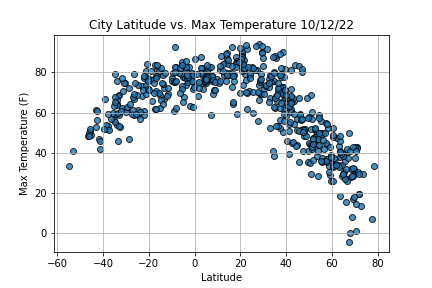 City Latitude vs. Max Temperature 10/12/22
Max Temperature (F)
80
60
40
20
0
−60 −40 −20 0 20 40 60 80
Latitude